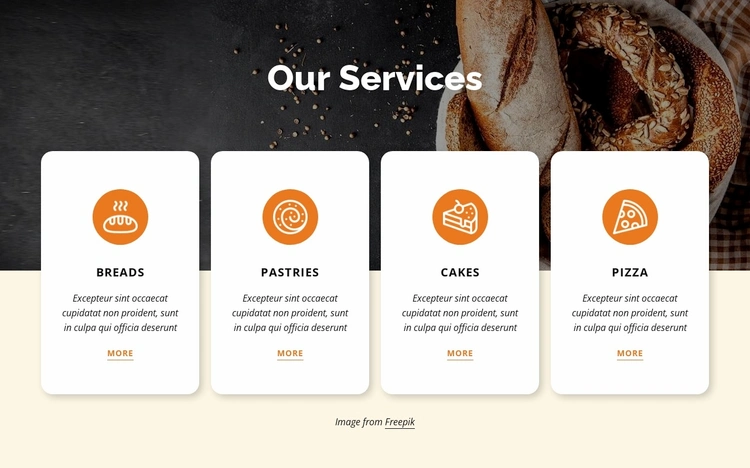 Our Services
BREADS
Excepteur sint occaecat
cupidatat non proident, sunt
in culpa qui officia deserunt
MORE
PASTRIES
Excepteur sint occaecat
cupidatat non proident, sunt
in culpa qui officia deserunt
MORE
CAKES
Excepteur sint occaecat
cupidatat non proident, sunt
in culpa qui officia deserunt
MORE
PIZZA
Excepteur sint occaecat
cupidatat non proident, sunt
in culpa qui officia deserunt
MORE
Image from Freepik